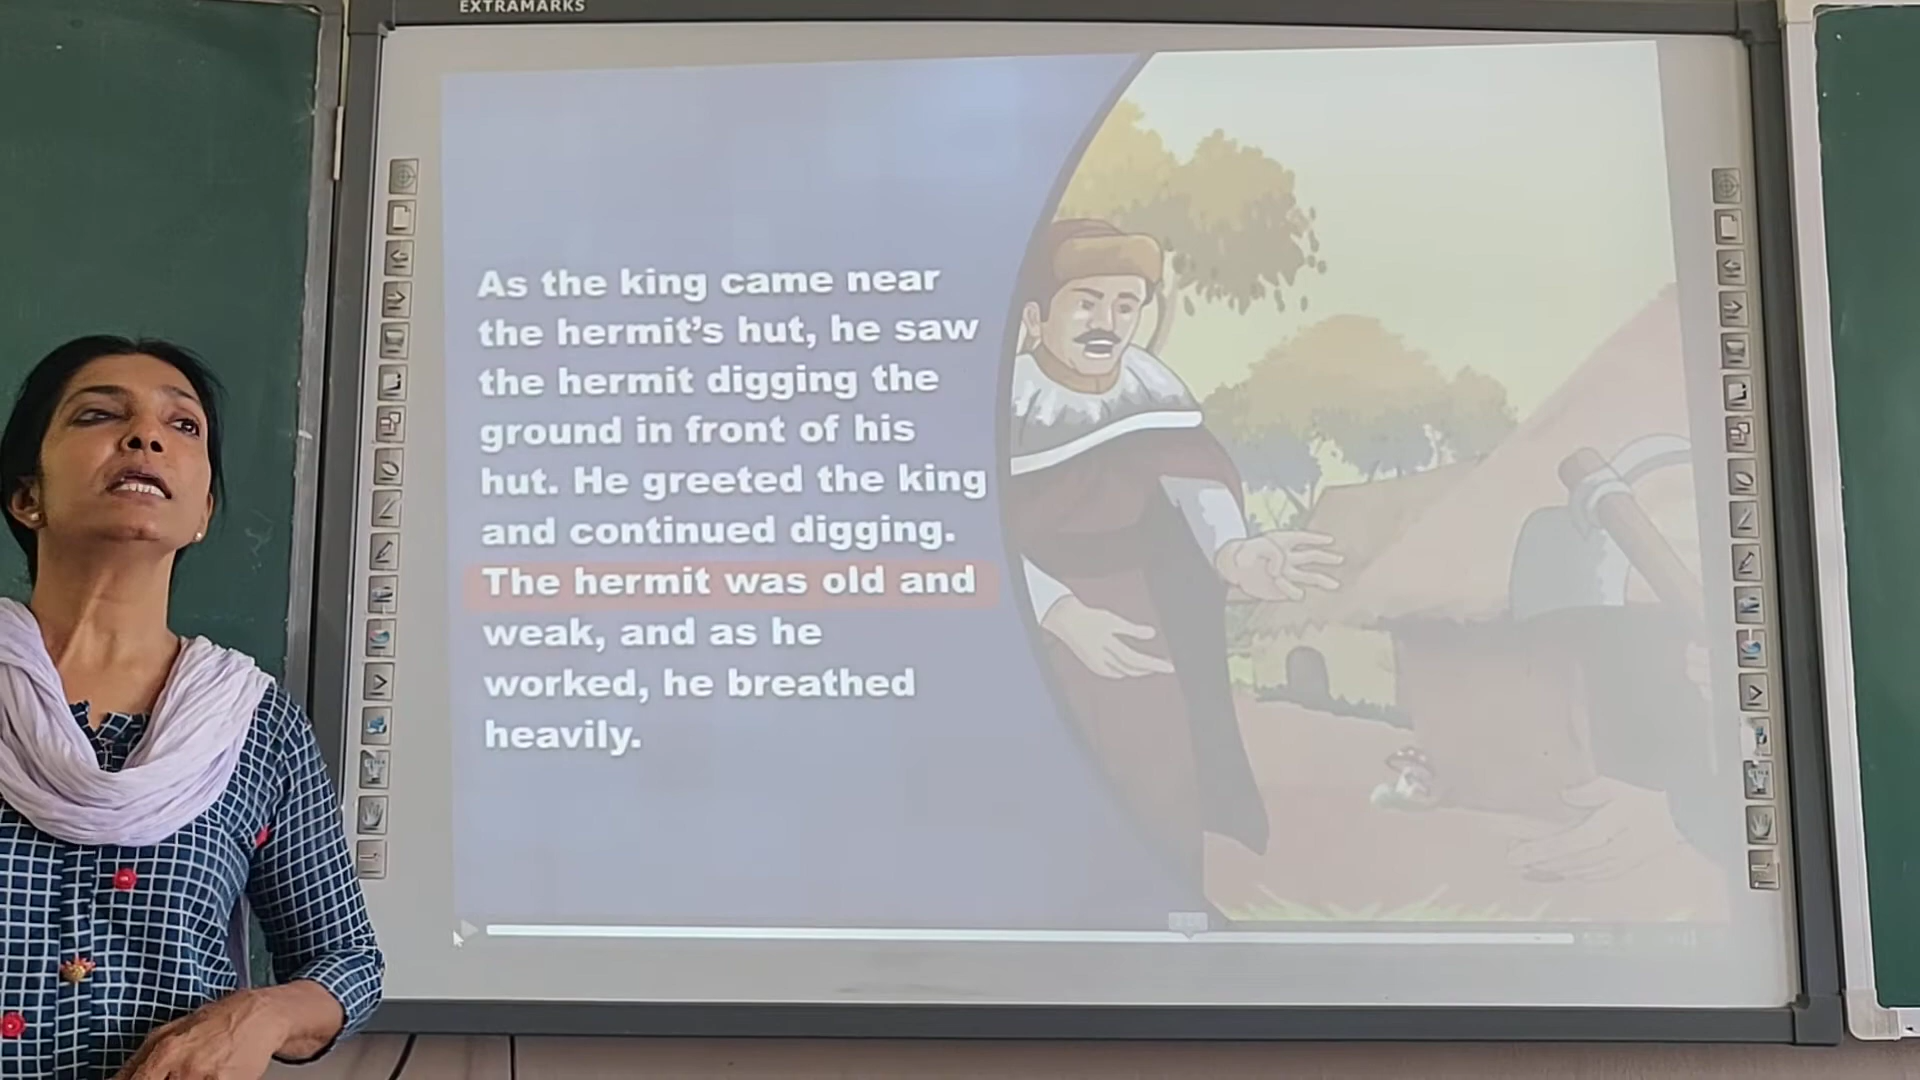 EXTRAMARKS
As the king came near
the hermit's hut, he saw
the hermit digging the
ground in front of his
hut. He greeted the king
and continued digging.
The hermit was old and
weak, and as he
worked, he breathed
heavily.